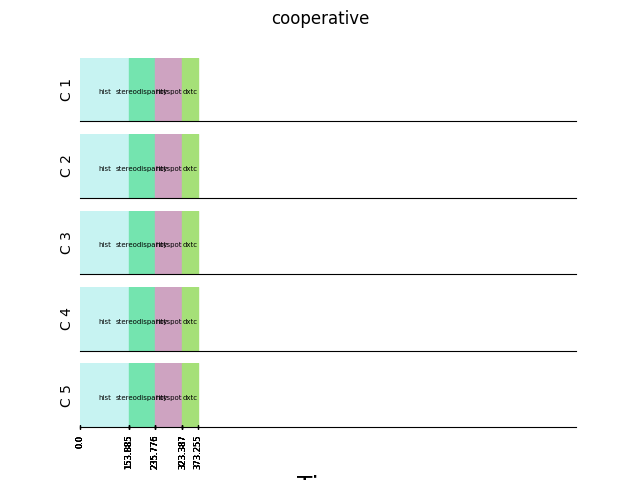 cooperative
C 1
hist stereodisparity hotspot dxtc
C 2
hist stereodisparity hotspot dxtc
C 3
hist stereodisparity hotspot dxtc
C 4
hist stereodisparity hotspot dxtc
C 5
hist stereodisparity hotspot dxtc
0.0
153.885
235.776
323.387
373.255